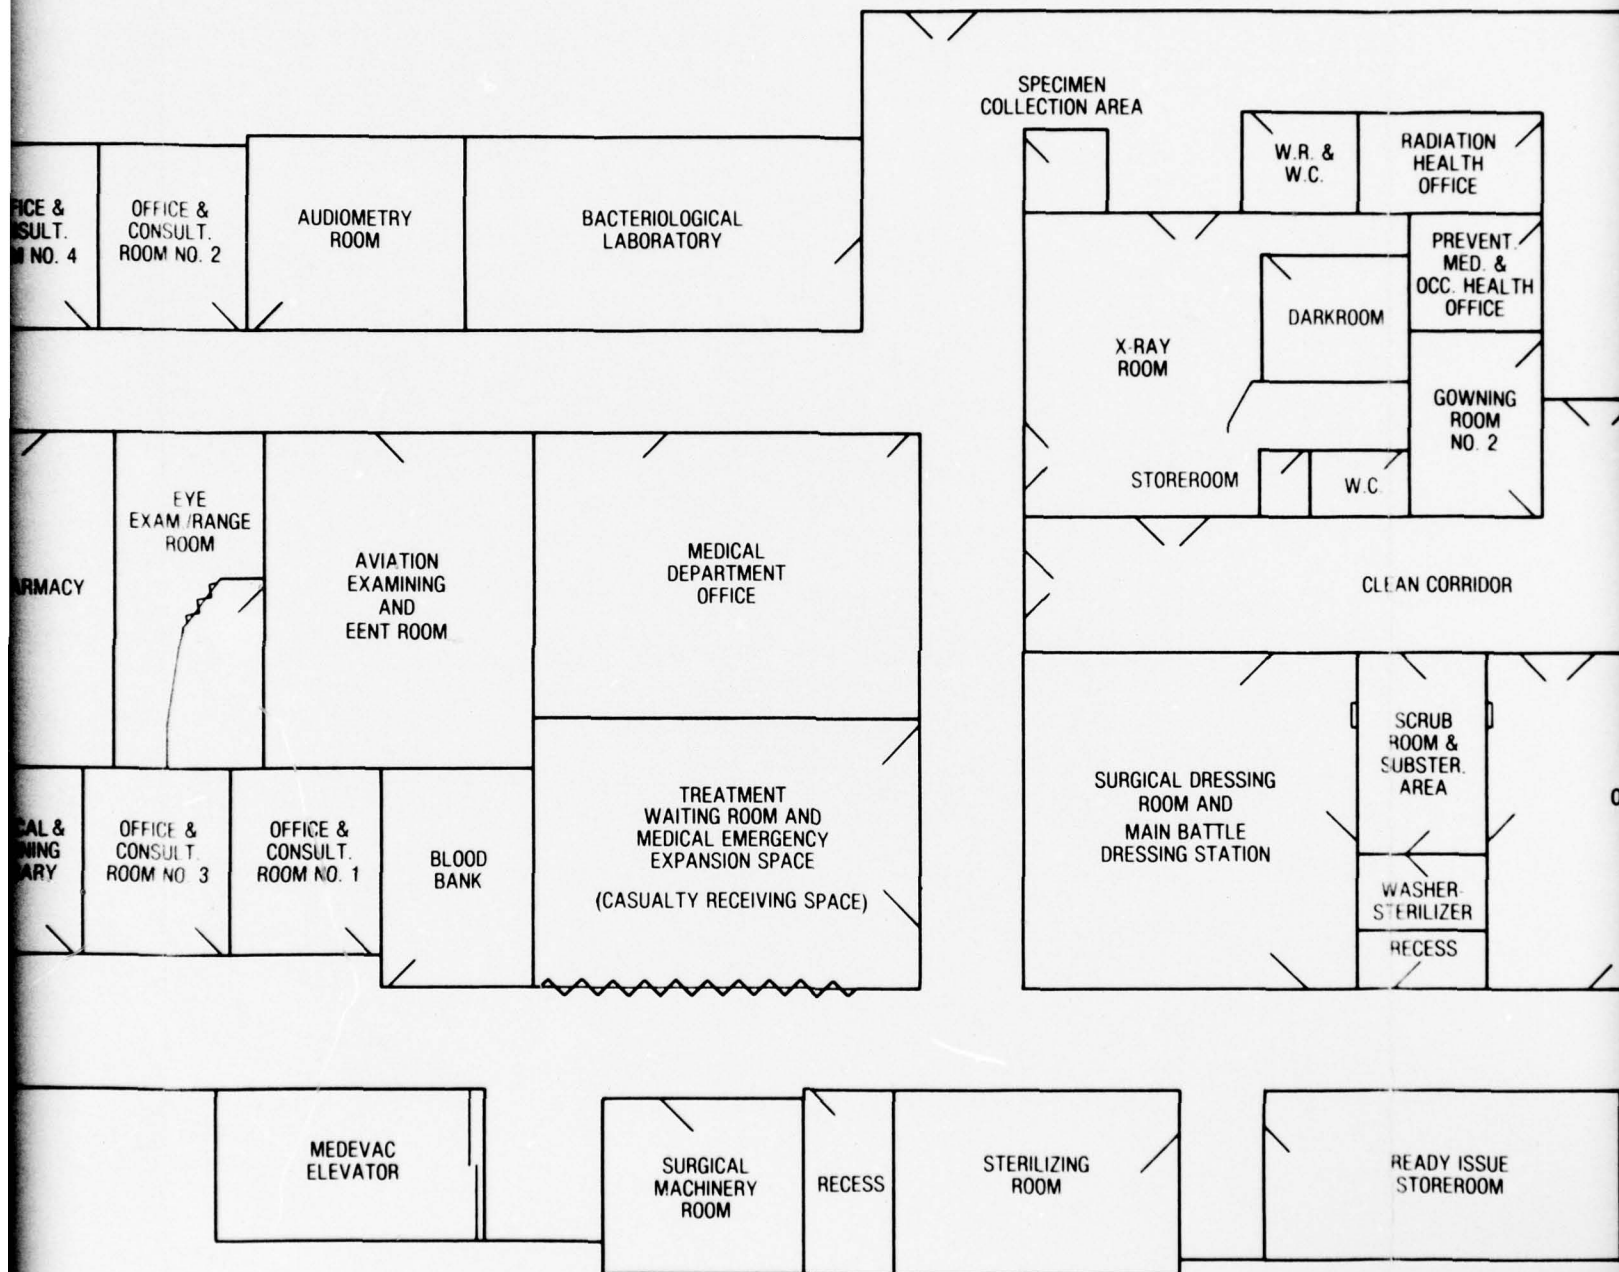 SPECIMEN
COLLECTION AREA
W.R. &
W.C.
RADIATION
HEALTH
OFFICE
NO. 4
OFFICE &
CONSULT.
ROOM NO. 2
AUDIOMETRY
ROOM
BACTERIOLOGICAL
LABORATORY
PREVENT.
MED. &
OCC. HEALTH
OFFICE
DARKROOM
X-RAY
ROOM
GOWNING
ROOM
NO. 2
STOREROOM
W.C.
EYE
EXAM./RANGE
ROOM
AVIATION
EXAMINING
AND
EENT ROOM
MEDICAL
DEPARTMENT
OFFICE
CLEAN CORRIDOR
SCRUB
ROOM &
SUBSTER.
AREA
SURGICAL DRESSING
ROOM AND
MAIN BATTLE
DRESSING STATION
TREATMENT
WAITING ROOM AND
MEDICAL EMERGENCY
EXPANSION SPACE
(CASUALTY RECEIVING SPACE)
OFFICE &
CONSULT.
ROOM NO. 3
OFFICE &
CONSULT.
ROOM NO. 1
BLOOD
BANK
WASHER-
STERILIZER
RECESS
MEDEVAC
ELEVATOR
SURGICAL
MACHINERY
ROOM
RECESS
STERILIZING
ROOM
READY ISSUE
STOREROOM